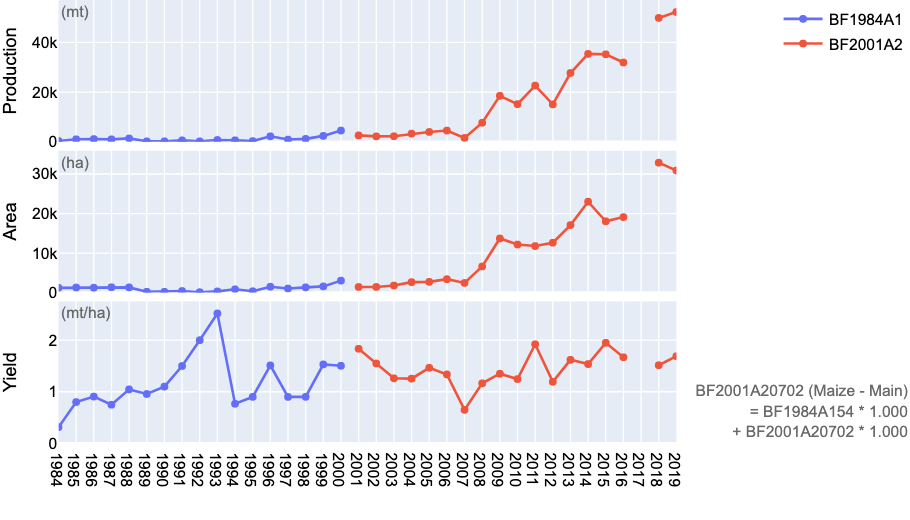 (mt)
Production
40k
20k
0
BF1984A1
BF2001A2
(ha)
Area
30k
20k
10k
0
(mt/ha)
Yield
2
1
0
1984
1985
1986
1987
1988
1989
1990
1991
1992
1993
1994
1995
1996
1997
1998
1999
2000
2001
2002
2003
2004
2005
2006
2007
2008
2009
2010
2011
2012
2013
2014
2015
2016
2017
2018
2019
BF2001A20702 (Maize - Main)
= BF1984A154 * 1.000
+ BF2001A20702 * 1.000